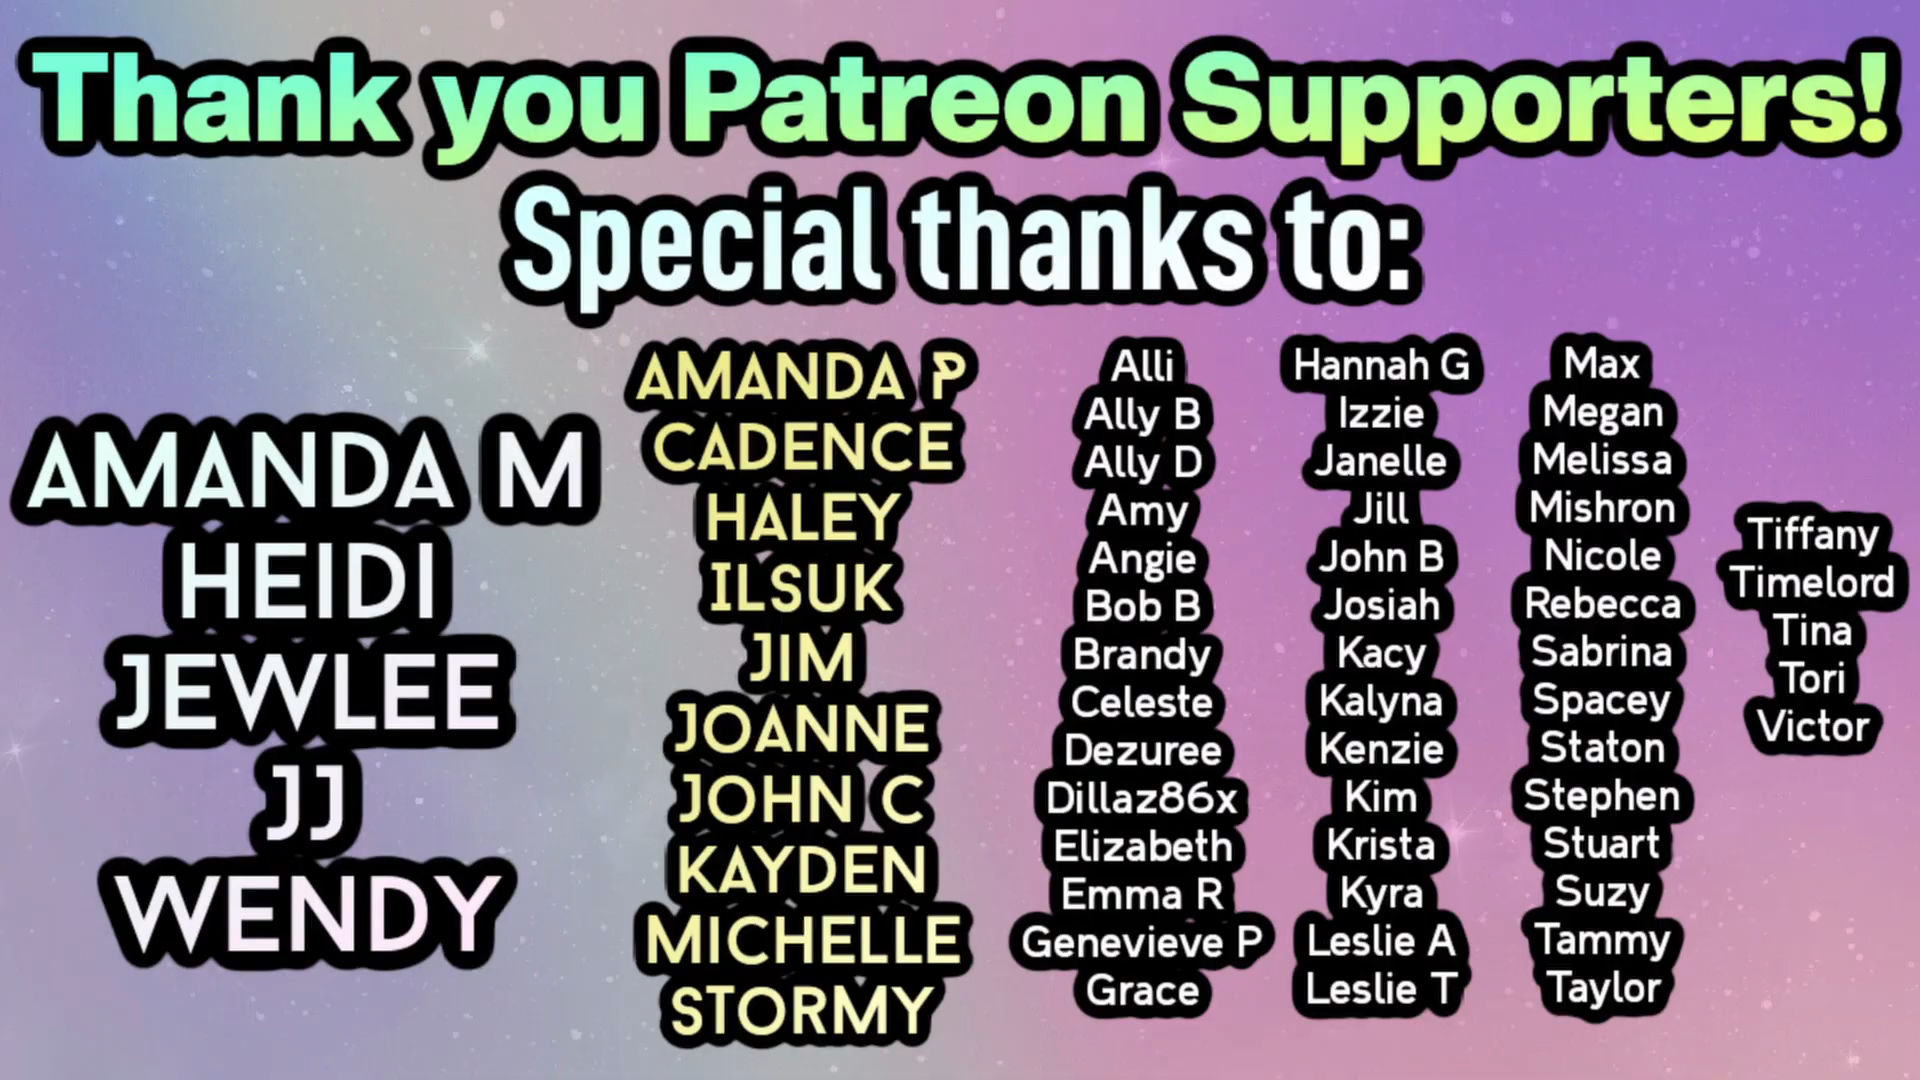 Thank you Patreon Supporters!
Special thanks to:
AMANDA M
HEIDI
JEWLEE
JJ
WENDY
AMANDA P
CADENCE
HALEY
ILSUK
JIM
JOANNE
JOHN C
KAYDEN
MICHELLE
STORMY
Alli
Ally B
Ally D
Amy
Angie
Bob B
Brandy
Celeste
Dezuree
Dillaz86x
Elizabeth
Emma R
Genevieve P
Grace
Hannah G
Izzie
Janelle
Jill
John B
Josiah
Kacy
Kalyna
Kenzie
Kim
Krista
Kyra
Leslie A
Leslie T
Max
Megan
Melissa
Mishron
Nicole
Rebecca
Sabrina
Spacey
Staton
Stephen
Stuart
Suzy
Tammy
Taylor
Tiffany
Timelord
Tina
Tori
Victor